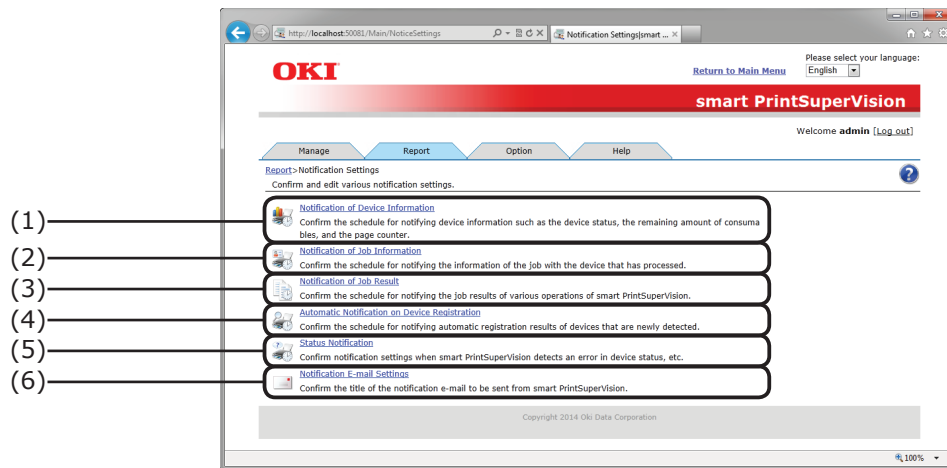 http://localhost:50081/Main/NoticeSettings
Notification Settings|smart ...
OKI
Return to Main Menu
Please select your language:
English
smart PrintSuperVision
Welcome admin [Log out]
Manage
Report
Option
Help
Report>Notification Settings
Confirm and edit various notification settings.
?
(1)
Notification of Device Information
Confirm the schedule for notifying device information such as the device status, the remaining amount of consuma
bles, and the page counter.
(2)
Notification of Job Information
Confirm the schedule for notifying the information of the job with the device that has processed.
(3)
Notification of Job Result
Confirm the schedule for notifying the job results of various operations of smart PrintSuperVision.
(4)
Automatic Notification on Device Registration
Confirm the schedule for notifying automatic registration results of devices that are newly detected.
(5)
Status Notification
Confirm notification settings when smart PrintSuperVision detects an error in device status, etc.
(6)
Notification E-mail Settings
Confirm the title of the notification e-mail to be sent from smart PrintSuperVision.
Copyright 2014 Oki Data Corporation
100%